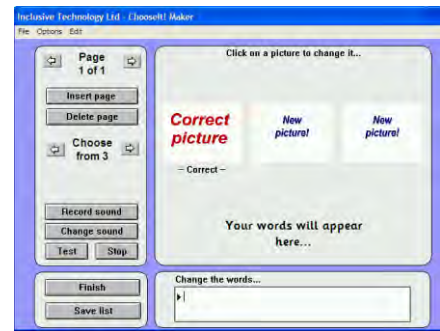 Inclusive Technology Ltd - ChooseIt! Maker
File Options Edit
Page
1 of 1
Insert page
Delete page
Choose
from 3
Record sound
Change sound
Test Stop
Finish
Save list
Click on a picture to change it...
Correct
picture
New
picture!
New
picture!
– Correct –
Your words will appear
here...
Change the words...